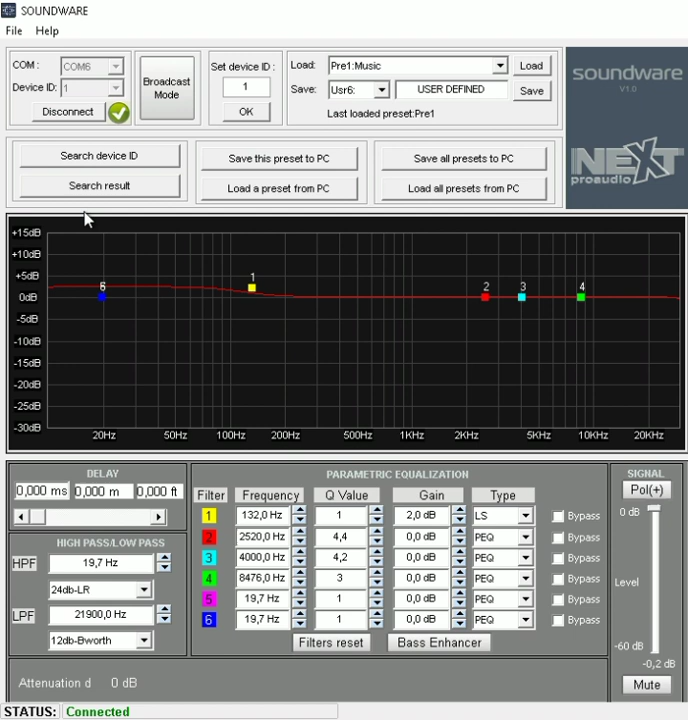 SOUNDWARE
File Help
COM : COM6
Device ID: 1
Disconnect
Broadcast
Mode
Set device ID :
1
OK
Load: Pre1:Music Load
Save: Usr6: USER DEFINED Save
Last loaded preset:Pre1
soundware
V1.0
NEXT
proaudio
Search device ID
Search result
Save this preset to PC
Load a preset from PC
Save all presets to PC
Load all presets from PC
+15dB
+10dB
+5dB
0dB
-5dB
-10dB
-15dB
-20dB
-25dB
-30dB
6 1 2 3 4
20Hz 50Hz 100Hz 200Hz 500Hz 1KHz 2KHz 5KHz 10KHz 20KHz
DELAY
0,000 ms 0,000 m 0,000 ft
HIGH PASS/LOW PASS
HPF 19,7 Hz
24db-LR
LPF 21900,0 Hz
12db-Bworth
PARAMETRIC EQUALIZATION
Filter Frequency Q Value Gain Type
1 132,0 Hz 1 2,0 dB LS Bypass
2 2520,0 Hz 4,4 0,0 dB PEQ Bypass
3 4000,0 Hz 4,2 0,0 dB PEQ Bypass
4 8476,0 Hz 3 0,0 dB PEQ Bypass
5 19,7 Hz 1 0,0 dB PEQ Bypass
6 19,7 Hz 1 0,0 dB PEQ Bypass
Filters reset Bass Enhancer
SIGNAL
Pol(+)
0 dB
Level
-60 dB
-0,2 dB
Mute
Attenuation d 0 dB
STATUS: Connected